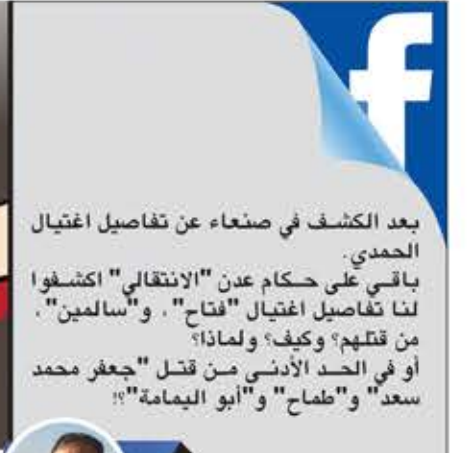 f
بعد الكشف في صنعاء عن تفاصيل اغتيال
الحمدي.
باقي على حكام عدن "الانتقالي" اكشفوا
لنا تفاصيل اغتيال "فتاح"، و"سالمين"،
من قتلهم؟ وكيف؟ ولماذا؟
أو في الحد الأدنى من قتل "جعفر محمد
سعد" و"طماح" و"أبو اليمامة"؟!